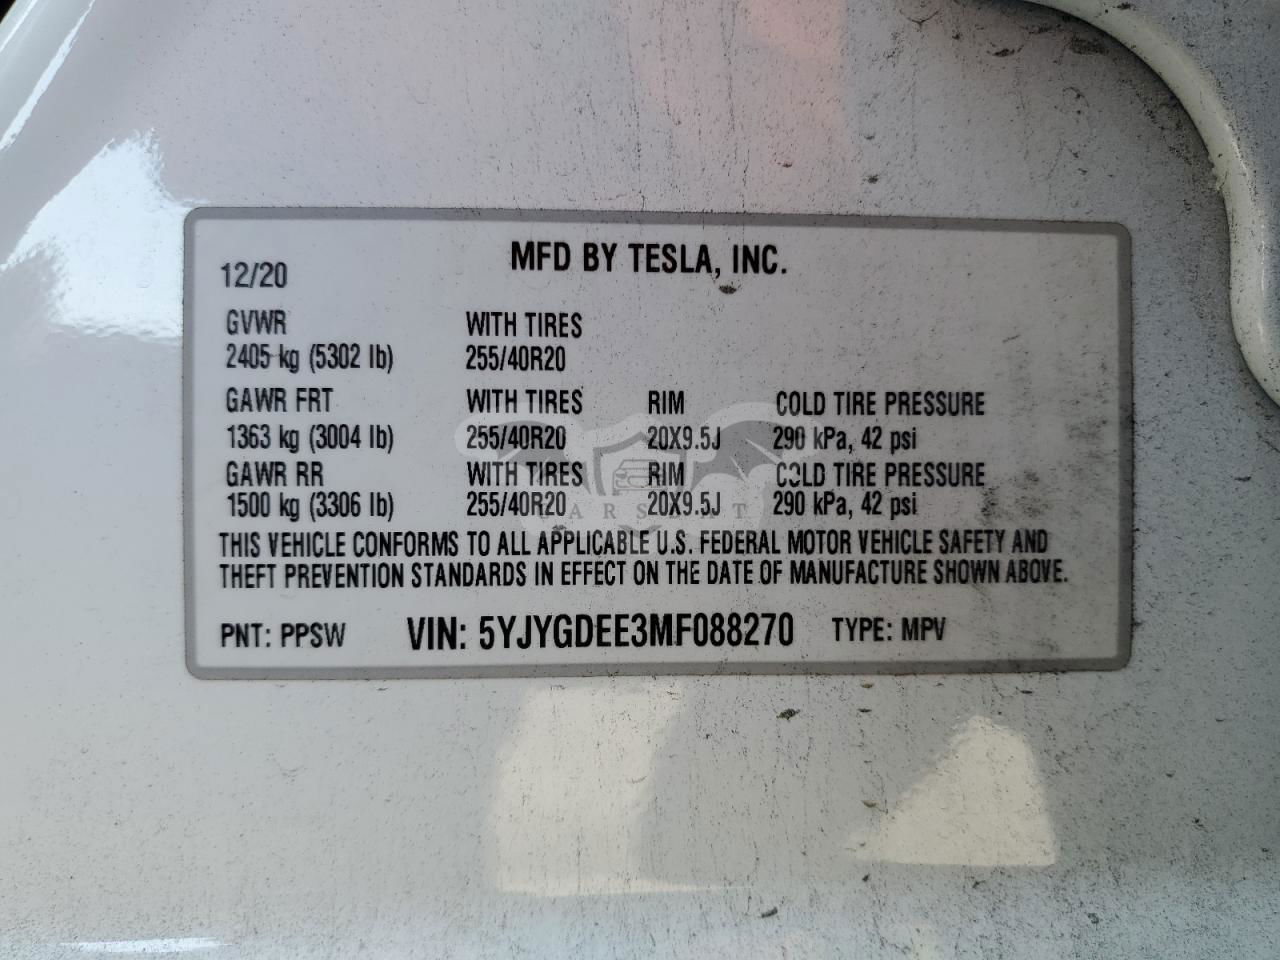 MFD BY TESLA, INC.
12/20
GVWR WITH TIRES
2405 kg (5302 lb) 255/40R20
GAWR FRT WITH TIRES RIM COLD TIRE PRESSURE
1363 kg (3004 lb) 255/40R20 20X9.5J 290 kPa, 42 psi
GAWR RR WITH TIRES RIM COLD TIRE PRESSURE
1500 kg (3306 lb) 255/40R20 20X9.5J 290 kPa, 42 psi
THIS VEHICLE CONFORMS TO ALL APPLICABLE U.S. FEDERAL MOTOR VEHICLE SAFETY AND
THEFT PREVENTION STANDARDS IN EFFECT ON THE DATE OF MANUFACTURE SHOWN ABOVE.
PNT: PPSW VIN: 5YJYGDEE3MF088270 TYPE: MPV